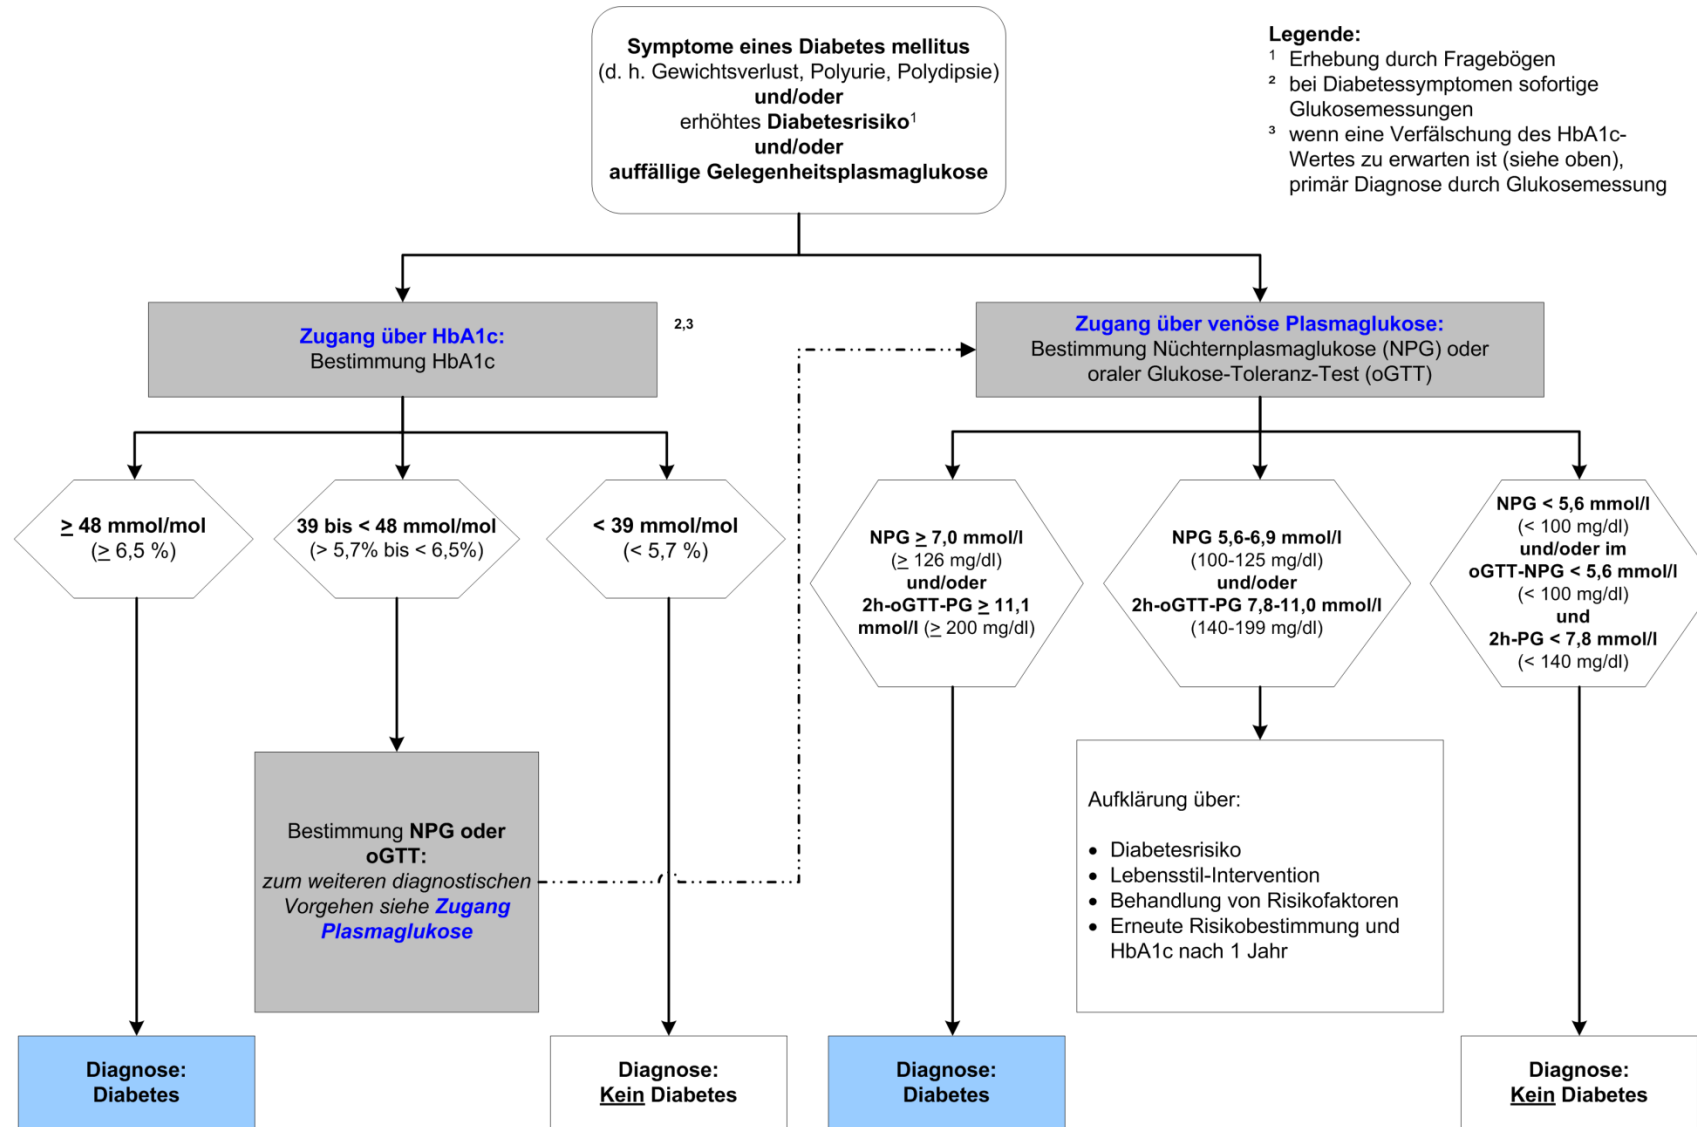 Symptome eines Diabetes mellitus
(d. h. Gewichtsverlust, Polyurie, Polydipsie)
und/oder
erhöhtes Diabetesrisiko¹
und/oder
auffällige Gelegenheitsplasmaglukose
Legende:
¹ Erhebung durch Fragebögen
² bei Diabetessymptomen sofortige
Glukosemessungen
³ wenn eine Verfälschung des HbA1c-
Wertes zu erwarten ist (siehe oben),
primär Diagnose durch Glukosemessung
Zugang über HbA1c:
Bestimmung HbA1c
2,3
Zugang über venöse Plasmaglukose:
Bestimmung Nüchternplasmaglukose (NPG) oder
oraler Glukose-Toleranz-Test (oGTT)
≥ 48 mmol/mol
(≥ 6,5 %)
39 bis < 48 mmol/mol
(> 5,7% bis < 6,5%)
< 39 mmol/mol
(< 5,7 %)
NPG ≥ 7,0 mmol/l
(≥ 126 mg/dl)
und/oder
2h-oGTT-PG ≥ 11,1
mmol/l (≥ 200 mg/dl)
NPG 5,6-6,9 mmol/l
(100-125 mg/dl)
und/oder
2h-oGTT-PG 7,8-11,0 mmol/l
(140-199 mg/dl)
NPG < 5,6 mmol/l
(< 100 mg/dl)
und/oder im
oGTT-NPG < 5,6 mmol/l
(< 100 mg/dl)
und
2h-PG < 7,8 mmol/l
(< 140 mg/dl)
Bestimmung NPG oder
oGTT:
zum weiteren diagnostischen
Vorgehen siehe Zugang
Plasmaglukose
Aufklärung über:
• Diabetesrisiko
• Lebensstil-Intervention
• Behandlung von Risikofaktoren
• Erneute Risikobestimmung und
HbA1c nach 1 Jahr
Diagnose:
Diabetes
Diagnose:
Kein Diabetes
Diagnose:
Diabetes
Diagnose:
Kein Diabetes